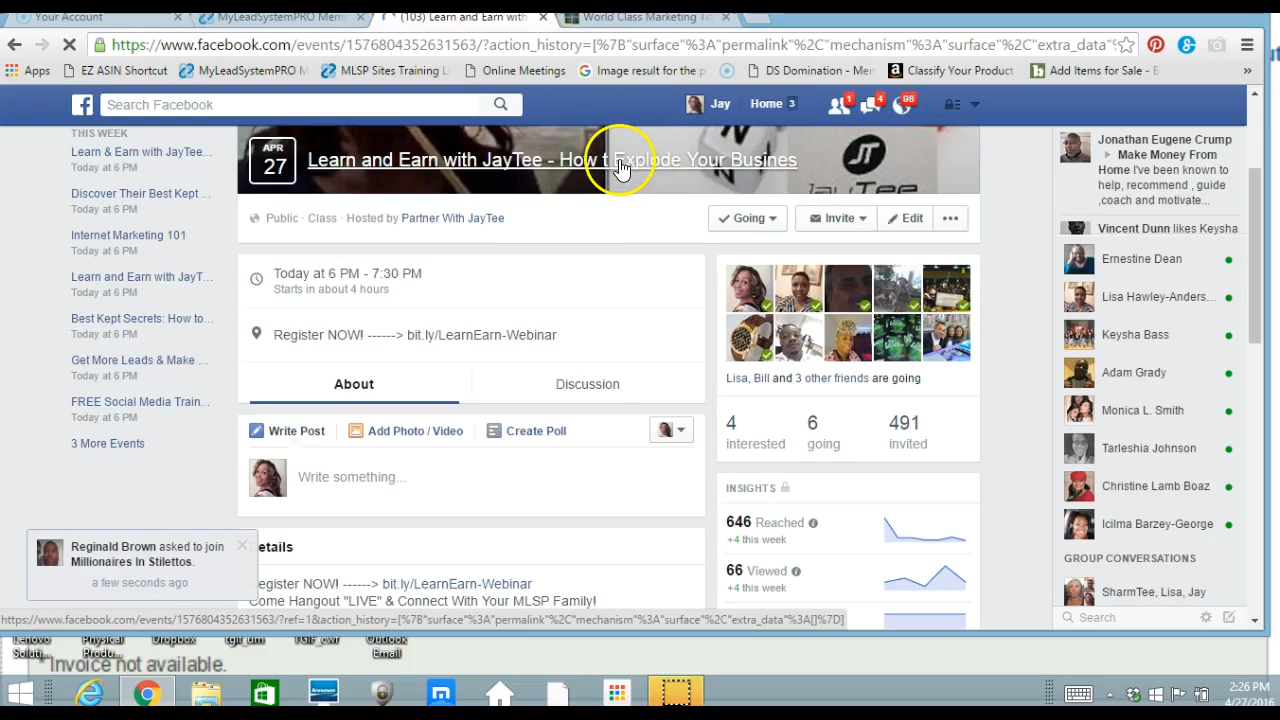 Your Account
MyLeadSystemPRO Mem
(103) Learn and Earn with
World Class Marketing T
https://www.facebook.com/events/1576804352631563/?action_history=[%7B"surface"%3A"permalink"%2C"mechanism"%3A"surface"%2C"extra_data"%
Apps
EZ ASIN Shortcut
MyLeadSystemPRO M
MLSP Sites Training Li
Online Meetings
Image result for the p
DS Domination - Mem
Classify Your Product
Add Items for Sale - B
»
Search Facebook
Jay
Home 3
1
4
98
THIS WEEK
Learn & Earn with JayTee...
Today at 6 PM
Discover Their Best Kept ...
Today at 6 PM
Internet Marketing 101
Today at 6 PM
Learn and Earn with JayT...
Today at 6 PM
Best Kept Secrets: How to...
Today at 6 PM
Get More Leads & Make ...
Today at 6 PM
FREE Social Media Train...
Today at 6 PM
3 More Events
APR
27
Learn and Earn with JayTee - How t Explode Your Busines
JayTee
Public · Class · Hosted by Partner With JayTee
Going
Invite
Edit
Today at 6 PM - 7:30 PM
Starts in about 4 hours
Register NOW! ------> bit.ly/LearnEarn-Webinar
About
Discussion
Write Post
Add Photo / Video
Create Poll
Write something...
Details
Register NOW! ------> bit.ly/LearnEarn-Webinar
Come Hangout "LIVE" & Connect With Your MLSP Family!
Lisa, Bill and 3 other friends are going
4
interested
6
going
491
invited
INSIGHTS
646 Reached
+4 this week
66 Viewed
+4 this week
Jonathan Eugene Crump
Make Money From
Home I've been known to
help, recommend , guide
,coach and motivate...
Vincent Dunn likes Keysha
Ernestine Dean
Lisa Hawley-Anders...
Keysha Bass
Adam Grady
Monica L. Smith
Tarleshia Johnson
Christine Lamb Boaz
Icilma Barzey-George
GROUP CONVERSATIONS
SharmTee, Lisa, Jay
Search
Reginald Brown asked to join
Millionaires In Stilettos.
a few seconds ago
https://www.facebook.com/events/1576804352631563/?ref=1&action_history=[%7B"surface"%3A"permalink"%2C"mechanism"%3A"surface"%2C"extra_data"%3A[]%7D]
Lenovo
Soluti...
Physical
Produ...
Dropbox
tgif_um
TGIF_cwf
Outlook
Email
* Invoice not available.
lenovo
2:26 PM
4/27/2016